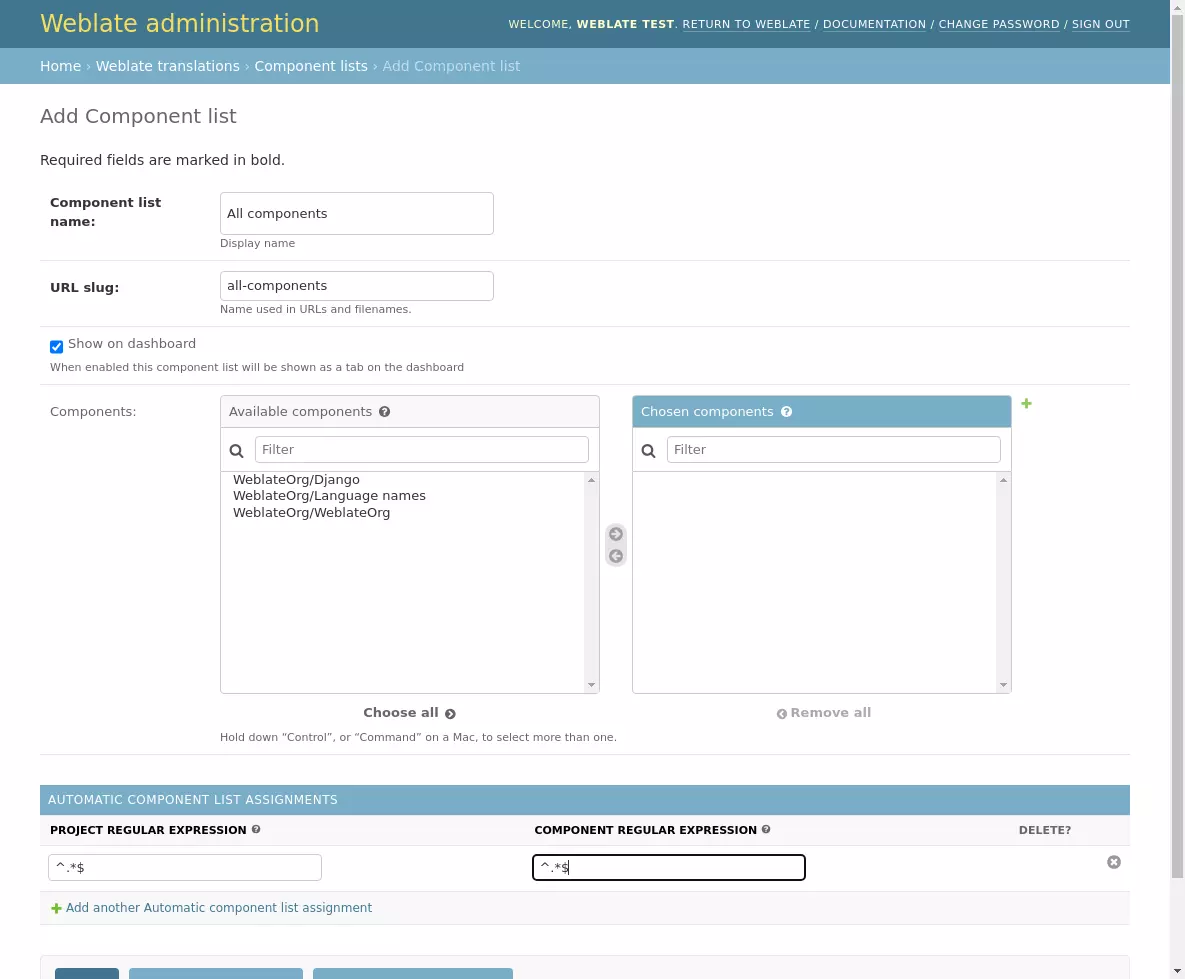 Weblate administration
WELCOME, WEBLATE TEST. RETURN TO WEBLATE / DOCUMENTATION / CHANGE PASSWORD / SIGN OUT
Home › Weblate translations › Component lists › Add Component list
Add Component list
Required fields are marked in bold.
Component list name:
All components
Display name
URL slug:
all-components
Name used in URLs and filenames.
Show on dashboard
When enabled this component list will be shown as a tab on the dashboard
Components:
Available components
Filter
WeblateOrg/Django
WeblateOrg/Language names
WeblateOrg/WeblateOrg
Choose all
Chosen components
Filter
Remove all
Hold down “Control”, or “Command” on a Mac, to select more than one.
AUTOMATIC COMPONENT LIST ASSIGNMENTS
PROJECT REGULAR EXPRESSION COMPONENT REGULAR EXPRESSION DELETE?
^.*$ ^.*$
Add another Automatic component list assignment